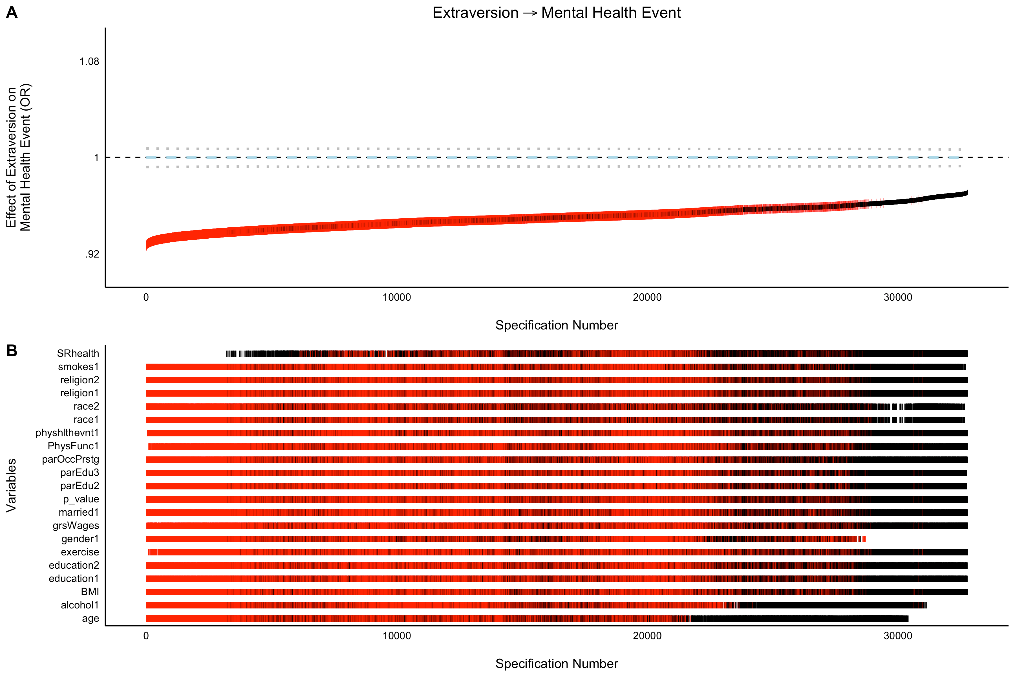 A
Extraversion → Mental Health Event
Effect of Extraversion on
Mental Health Event (OR)
1.08
1
.92
0
10000
20000
30000
Specification Number
B
Variables
SRhealth
smokes1
religion2
religion1
race2
race1
physhlthevnt1
PhysFunc1
parOccPrstg
parEdu3
parEdu2
p_value
married1
grsWages
gender1
exercise
education2
education1
BMI
alcohol1
age
0
10000
20000
30000
Specification Number